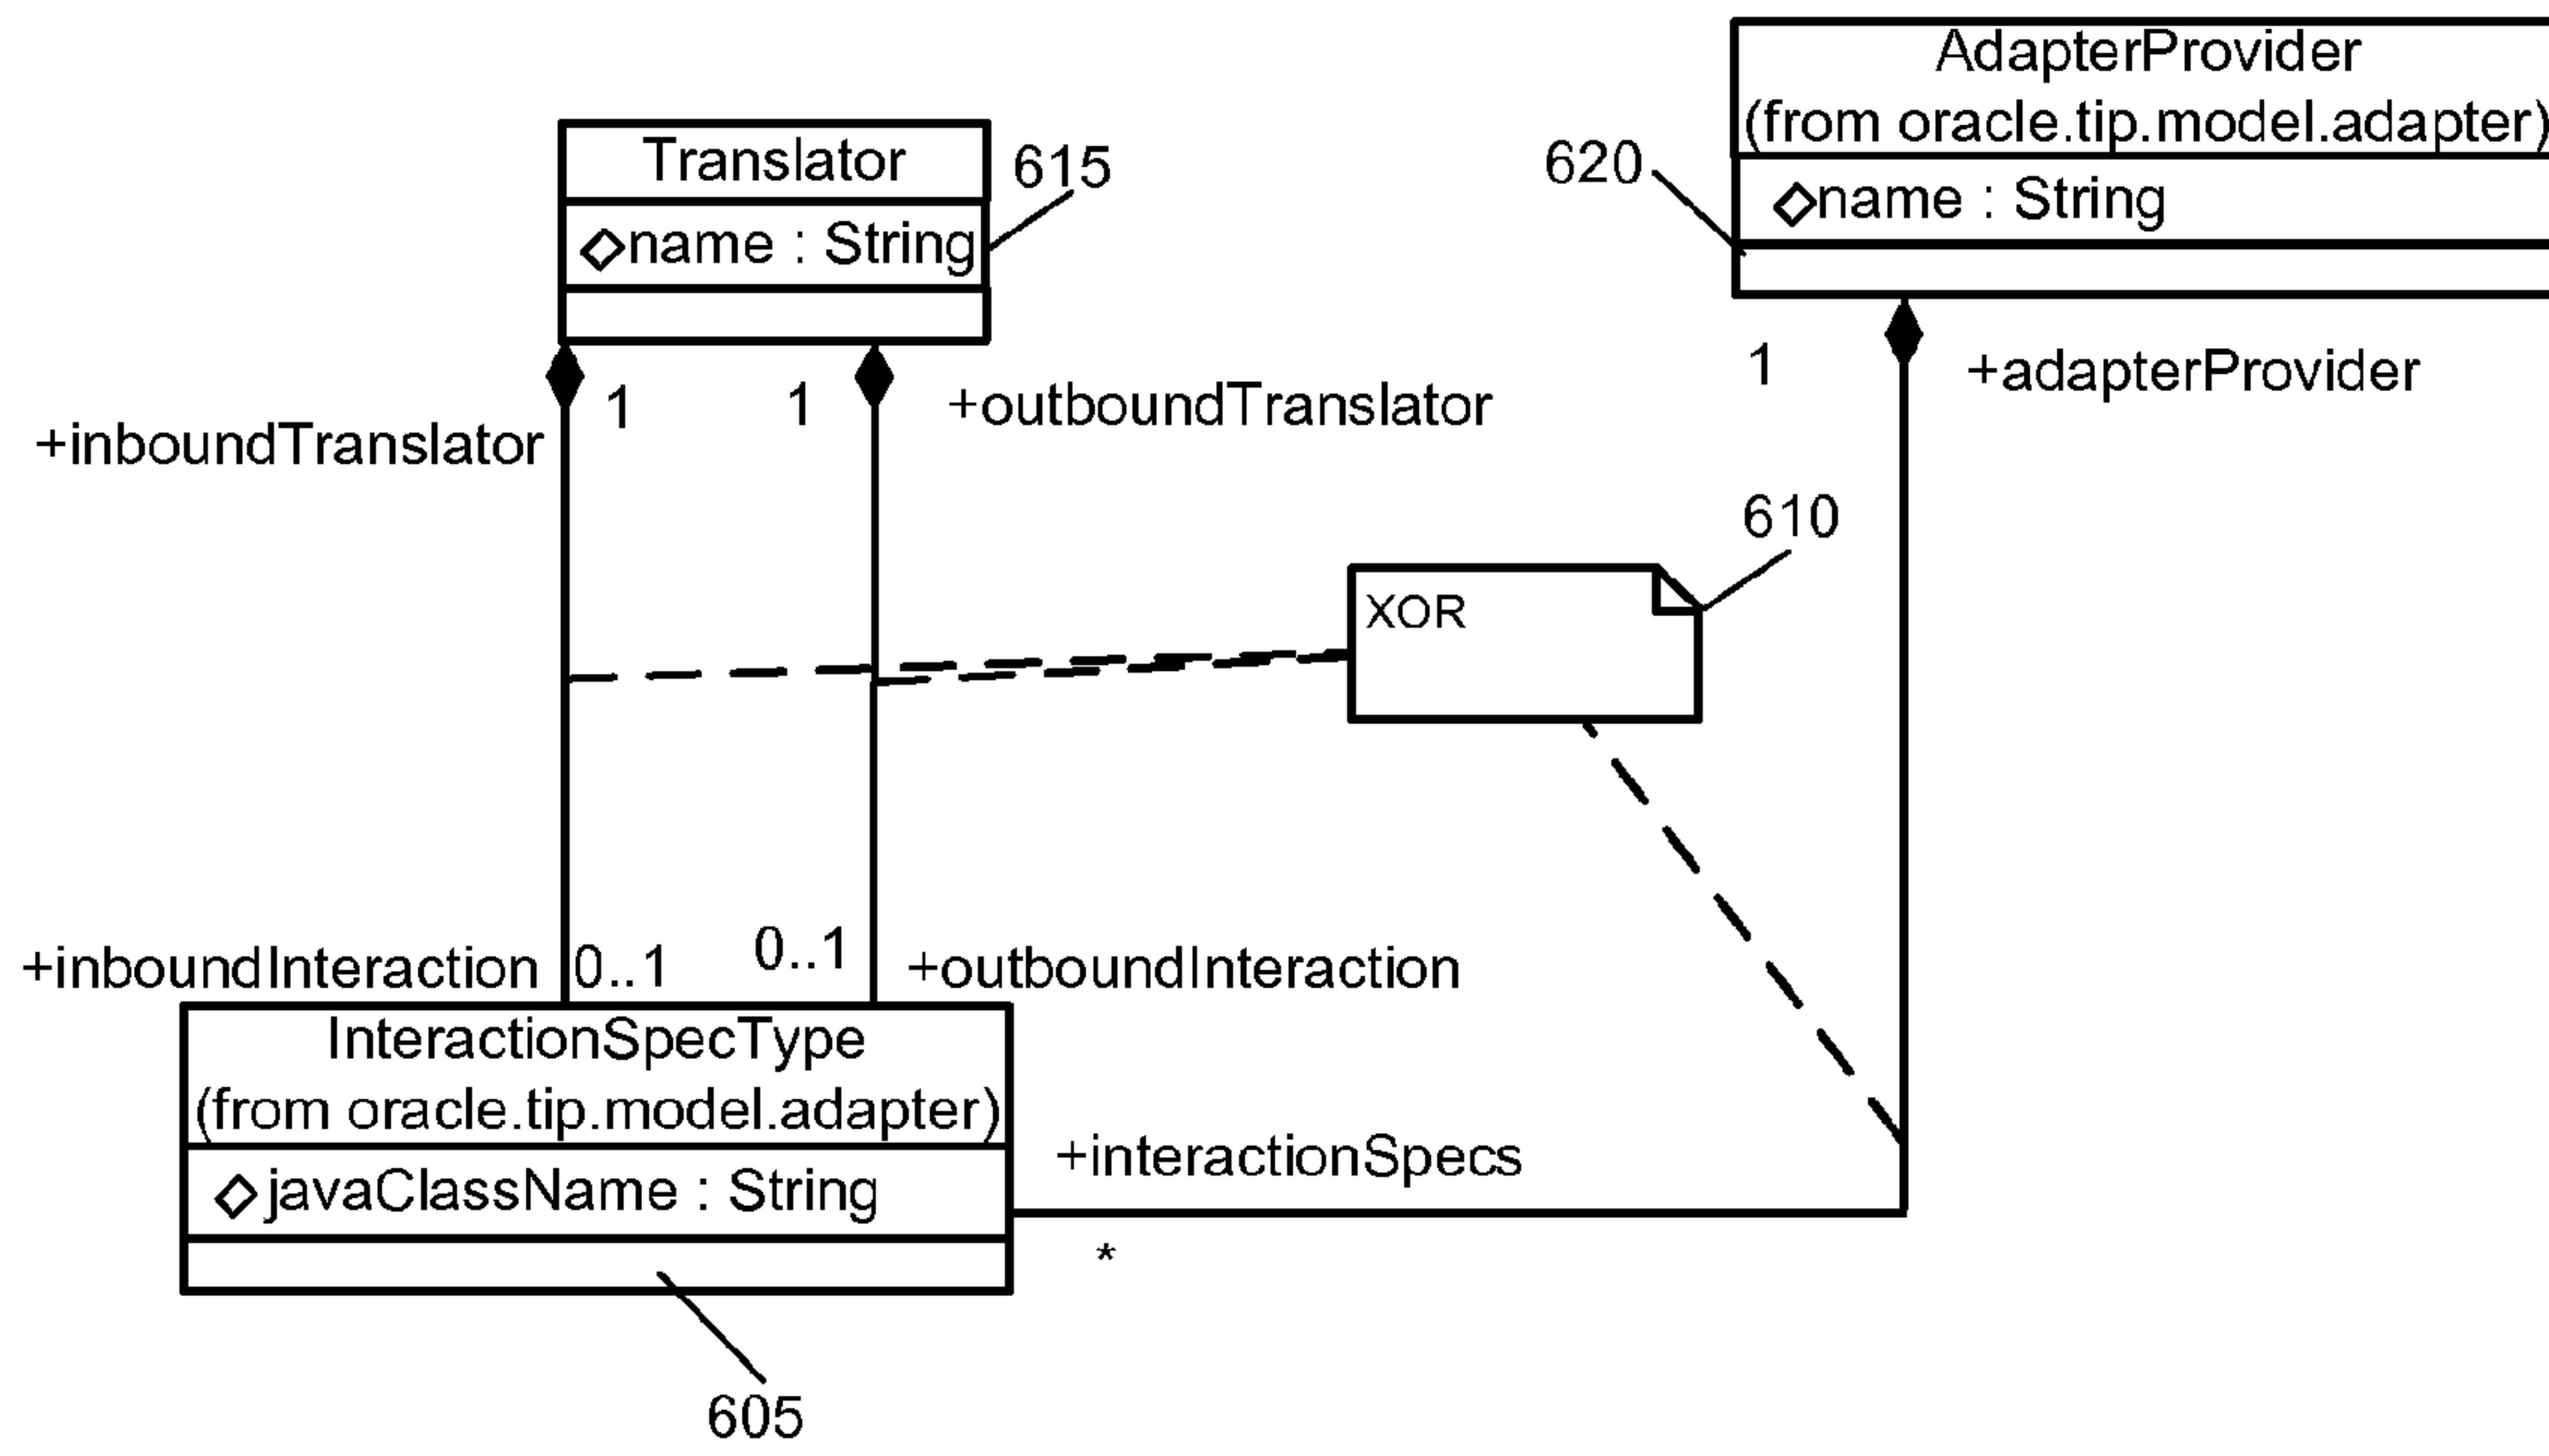 AdapterProvider
(from oracle.tip.model.adapter)
name : String
620
Translator
name : String
615
1
1
+inboundTranslator
+outboundTranslator
1
+adapterProvider
610
XOR
+inboundInteraction
0..1
0..1
+outboundInteraction
InteractionSpecType
(from oracle.tip.model.adapter)
javaClassName : String
+interactionSpecs
*
605